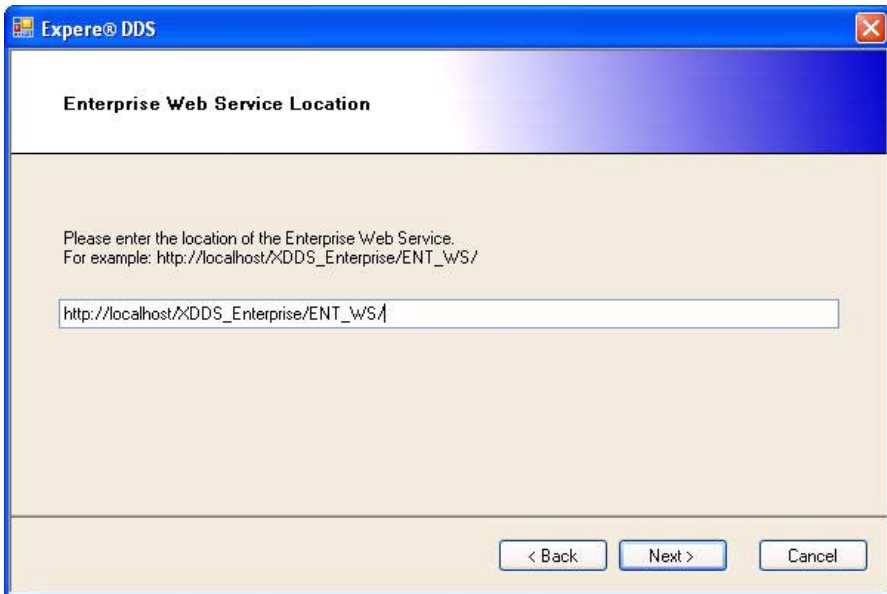 Expere® DDS
Enterprise Web Service Location
Please enter the location of the Enterprise Web Service.
For example: http://localhost/XDDS_Enterprise/ENT_WS/
http://localhost/XDDS_Enterprise/ENT_WS/
< Back
Next >
Cancel